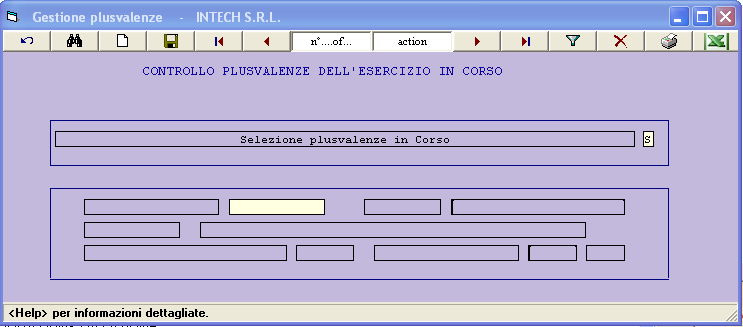 Gestione plusvalenze - INTECH S.R.L.
n°....of... action
CONTROLLO PLUSVALENZE DELL'ESERCIZIO IN CORSO
Selezione plusvalenze in Corso S
<Help> per informazioni dettagliate.